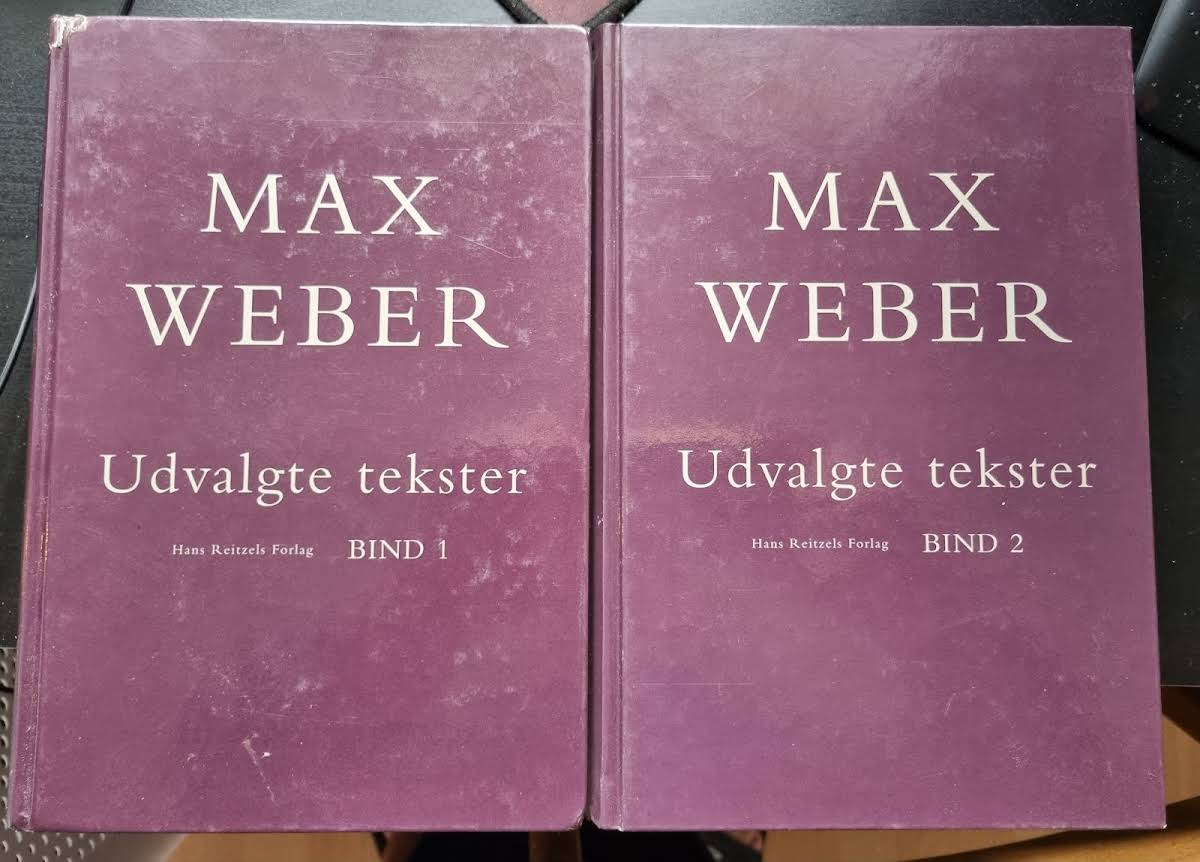 MAX
WEBER
Udvalgte tekster
Hans Reitzels Forlag BIND 1
MAX
WEBER
Udvalgte tekster
Hans Reitzels Forlag BIND 2